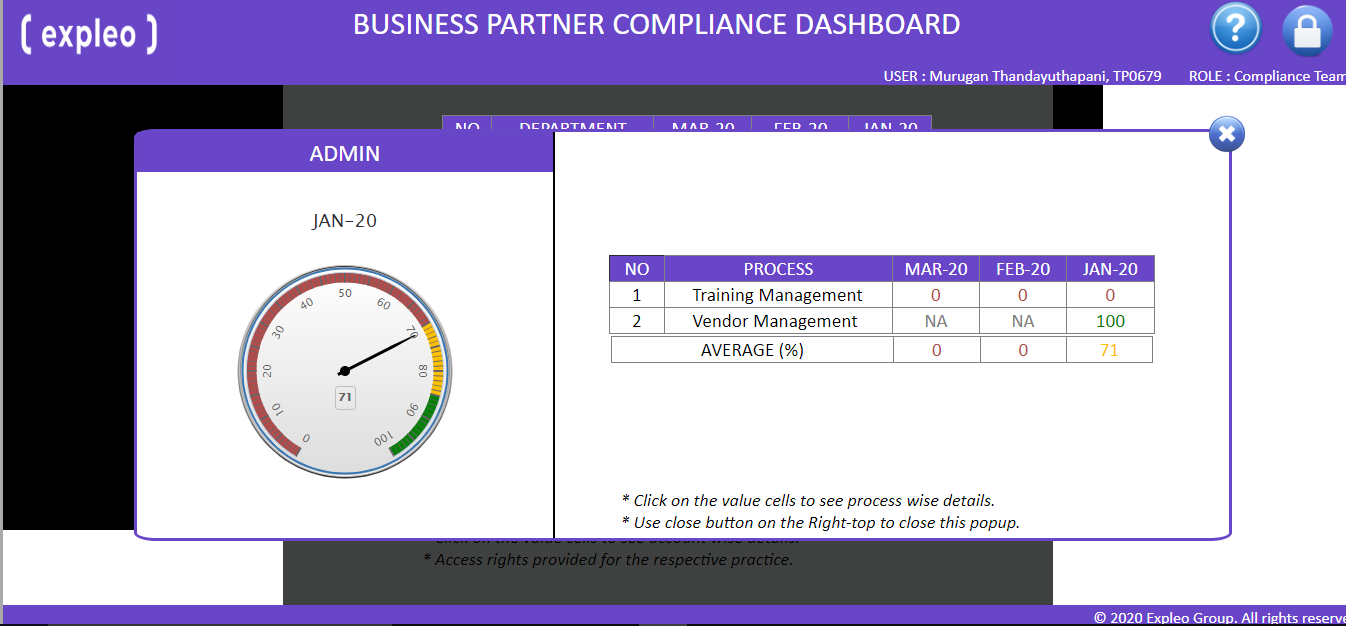 ( expleo )
BUSINESS PARTNER COMPLIANCE DASHBOARD
?
USER : Murugan Thandayuthapani, TP0679 ROLE : Compliance Team
NO DEPARTMENT MAR-20 FEB-20 JAN-20
ADMIN
JAN-20
0 10 20 30 40 50 60 70 80 90 100
71
NO PROCESS MAR-20 FEB-20 JAN-20
1 Training Management 0 0 0
2 Vendor Management NA NA 100
AVERAGE (%) 0 0 71
* Click on the value cells to see process wise details.
* Use close button on the Right-top to close this popup.
Click on the value cells to see account wise details.
* Access rights provided for the respective practice.
© 2020 Expleo Group. All rights reserve